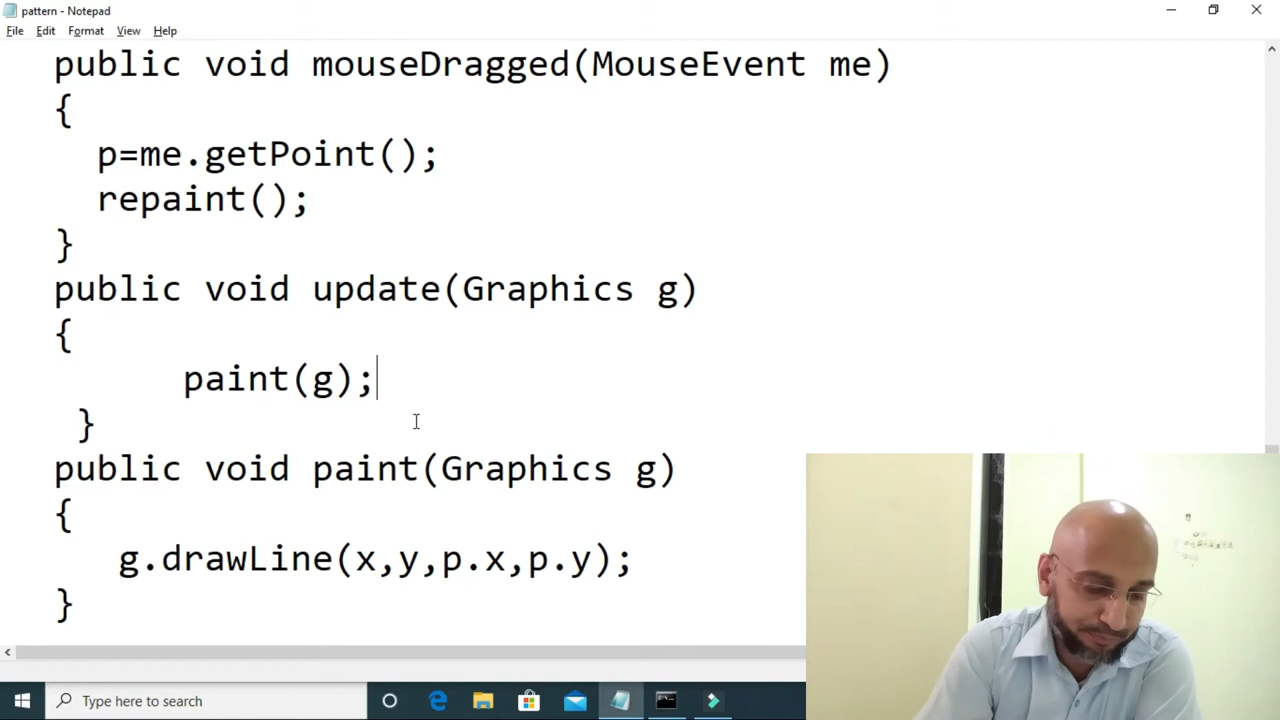 pattern - Notepad
File Edit Format View Help
public void mouseDragged(MouseEvent me)
{
p=me.getPoint();
repaint();
}
public void update(Graphics g)
{
paint(g);
}
public void paint(Graphics g)
{
g.drawLine(x,y,p.x,p.y);
}
Type here to search